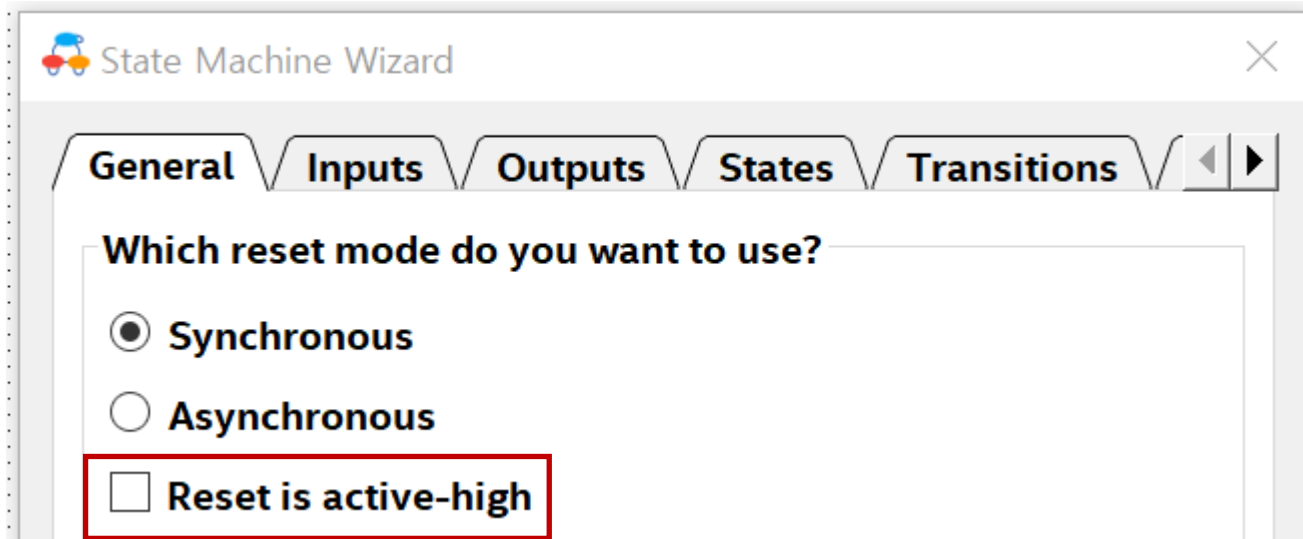 State Machine Wizard
General Inputs Outputs States Transitions
Which reset mode do you want to use?
Synchronous
Asynchronous
Reset is active-high